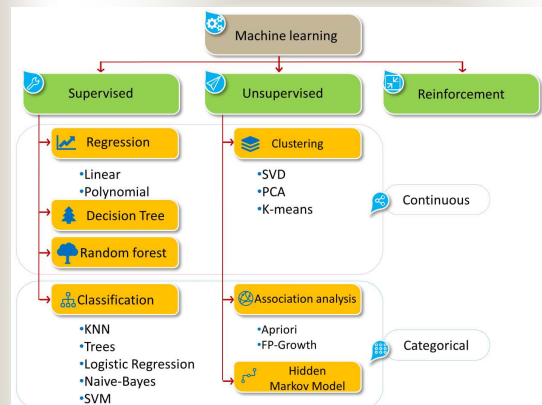 Machine learning
Supervised
Unsupervised
Reinforcement
Regression
•Linear
•Polynomial
Decision Tree
Random forest
Clustering
•SVD
•PCA
•K-means
Continuous
Classification
•KNN
•Trees
•Logistic Regression
•Naive-Bayes
•SVM
Association analysis
•Apriori
•FP-Growth
Hidden
Markov Model
Categorical